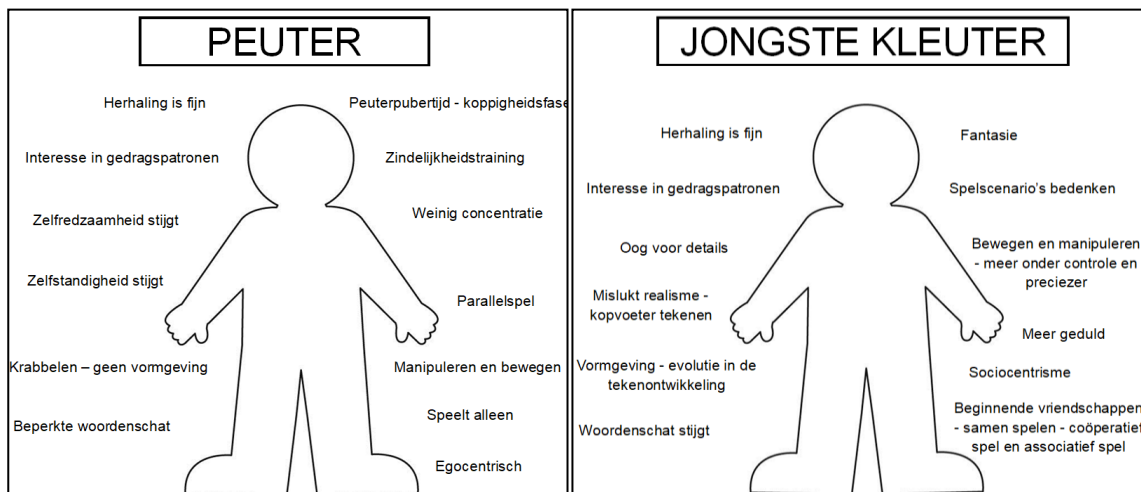 PEUTER
Herhaling is fijn
Peuterpubertijd - koppigheidsfase
Interesse in gedragspatronen
Zindelijkheidstraining
Zelfredzaamheid stijgt
Weinig concentratie
Zelfstandigheid stijgt
Parallelspel
Krabbelen – geen vormgeving
Manipuleren en bewegen
Beperkte woordenschat
Speelt alleen
Egocentrisch
JONGSTE KLEUTER
Herhaling is fijn
Fantasie
Interesse in gedragspatronen
Spelscenario's bedenken
Oog voor details
Bewegen en manipuleren
- meer onder controle en
preciezer
Mislukt realisme -
kopvoeter tekenen
Meer geduld
Vormgeving - evolutie in de
tekenontwikkeling
Sociocentrisme
Woordenschat stijgt
Beginnende vriendschappen
- samen spelen - coöperatief
spel en associatief spel